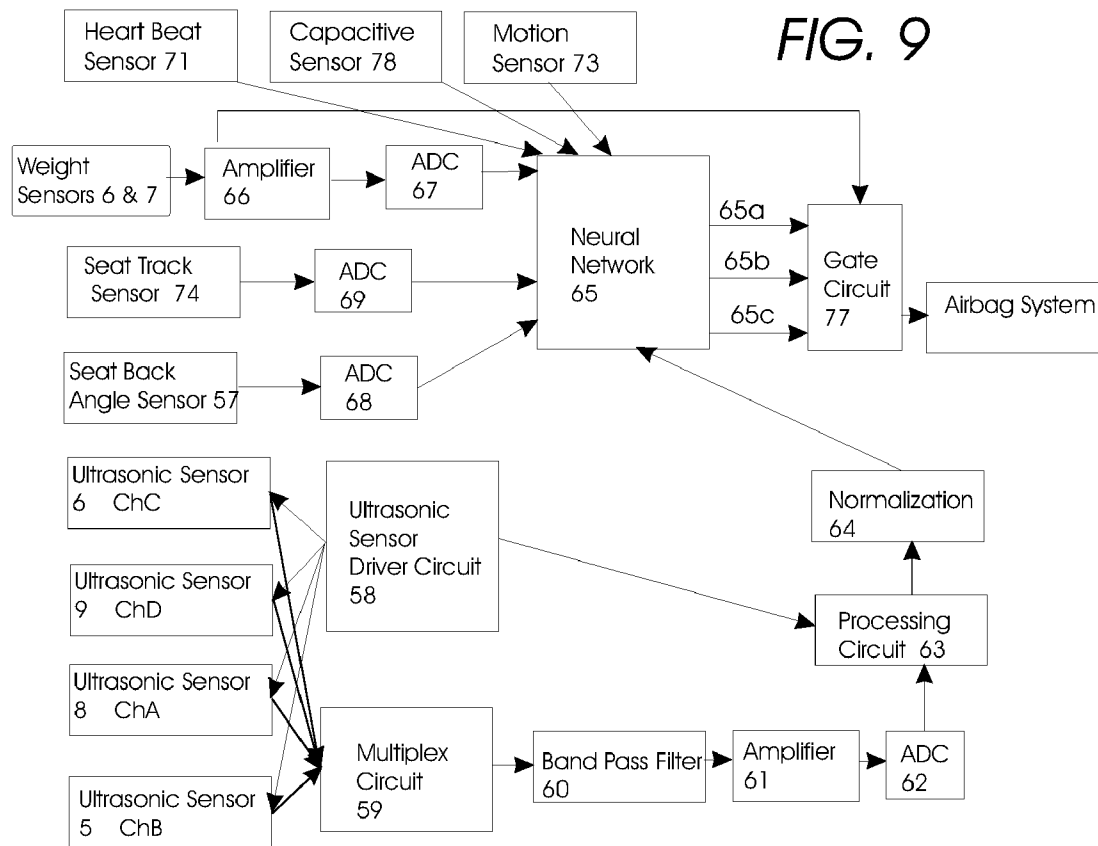 FIG. 9
Heart Beat
Sensor 71
Capacitive
Sensor 78
Motion
Sensor 73
Weight
Sensors 6 & 7
Amplifier
66
ADC
67
Neural
Network
65
65a
65b
65c
Gate
Circuit
77
Airbag System
Seat Track
Sensor 74
ADC
69
Seat Back
Angle Sensor 57
ADC
68
Ultrasonic Sensor
6 ChC
Ultrasonic Sensor
9 ChD
Ultrasonic Sensor
8 ChA
Ultrasonic Sensor
5 ChB
Ultrasonic
Sensor
Driver Circuit
58
Normalization
64
Processing
Circuit 63
Multiplex
Circuit
59
Band Pass Filter
60
Amplifier
61
ADC
62